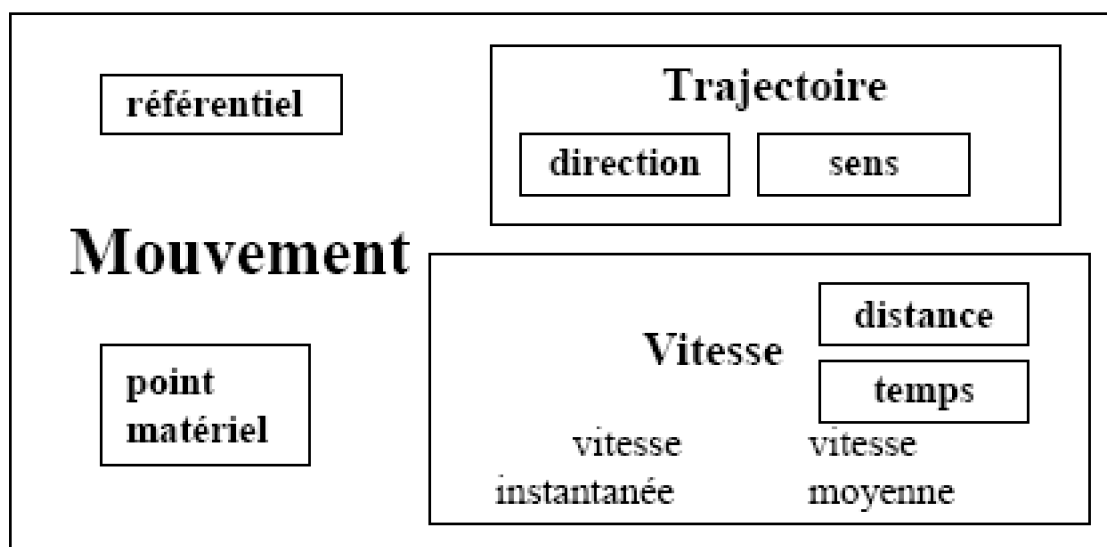 référentiel
Trajectoire
direction
sens
Mouvement
point
matériel
Vitesse
distance
temps
vitesse
instantanée
vitesse
moyenne